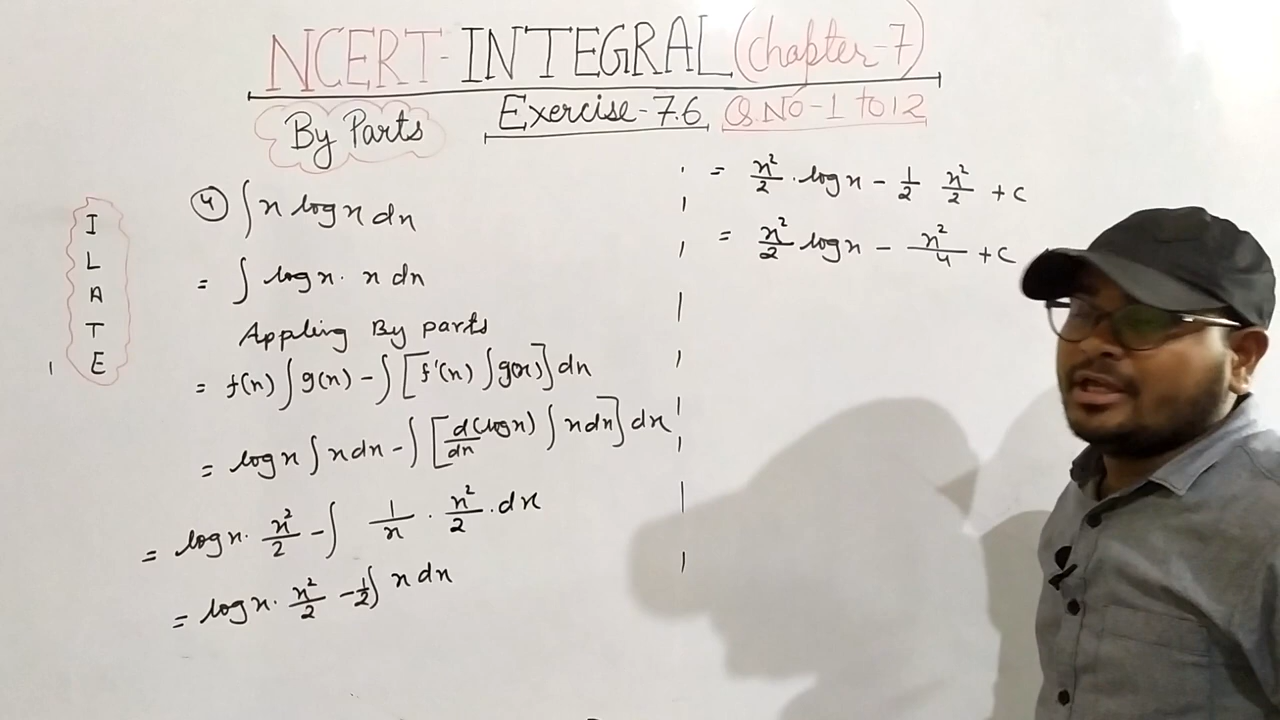 NCERT-INTEGRAL (chapter-7)
By Parts
Exercise-7.6 Q.NO-1 to 12
I
L
A
T
E
④ ∫ x log x dx
= ∫ log x · x dx
Appling By parts
= f(x) ∫ g(x) - ∫ [f'(x) ∫ g(x)] dx
= log x ∫ x dx - ∫ [d(log x)/dx ∫ x dx] dx
= log x · x²/2 - ∫ 1/x · x²/2 · dx
= log x · x²/2 - 1/2 ∫ x dx
= x²/2 · log x - 1/2 x²/2 + c
= x²/2 log x - x²/4 + c